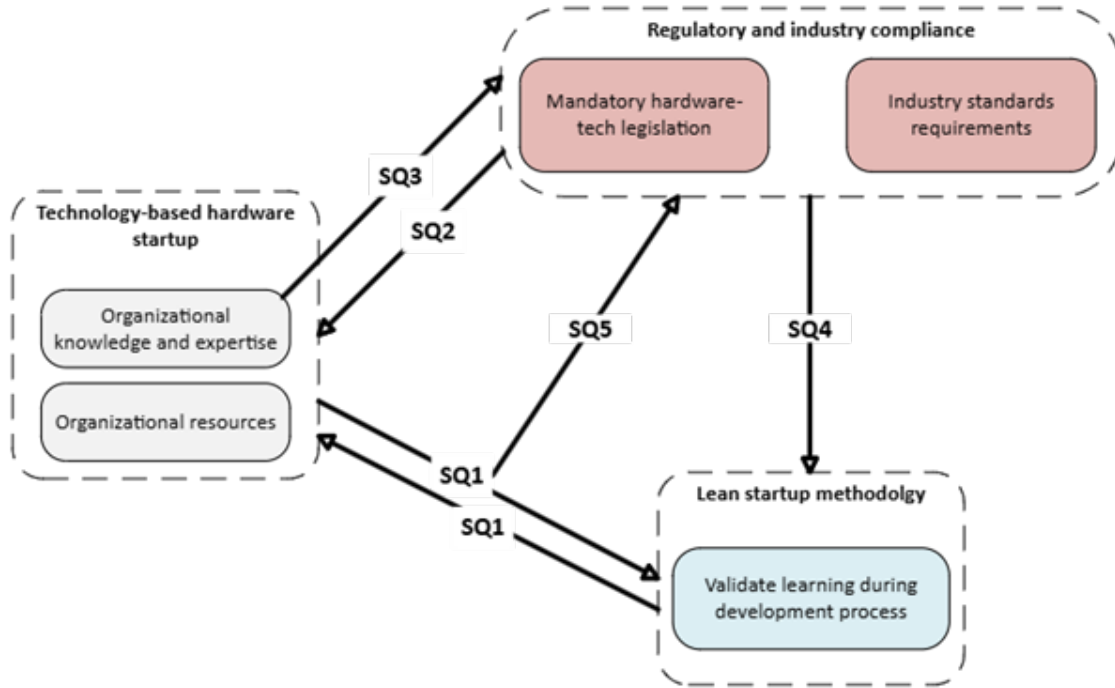 Regulatory and industry compliance
Mandatory hardware-
tech legislation
Industry standards
requirements
SQ3
SQ2
Technology-based hardware
startup
Organizational
knowledge and expertise
Organizational resources
SQ5
SQ4
SQ1
SQ1
Lean startup methodolgy
Validate learning during
development process